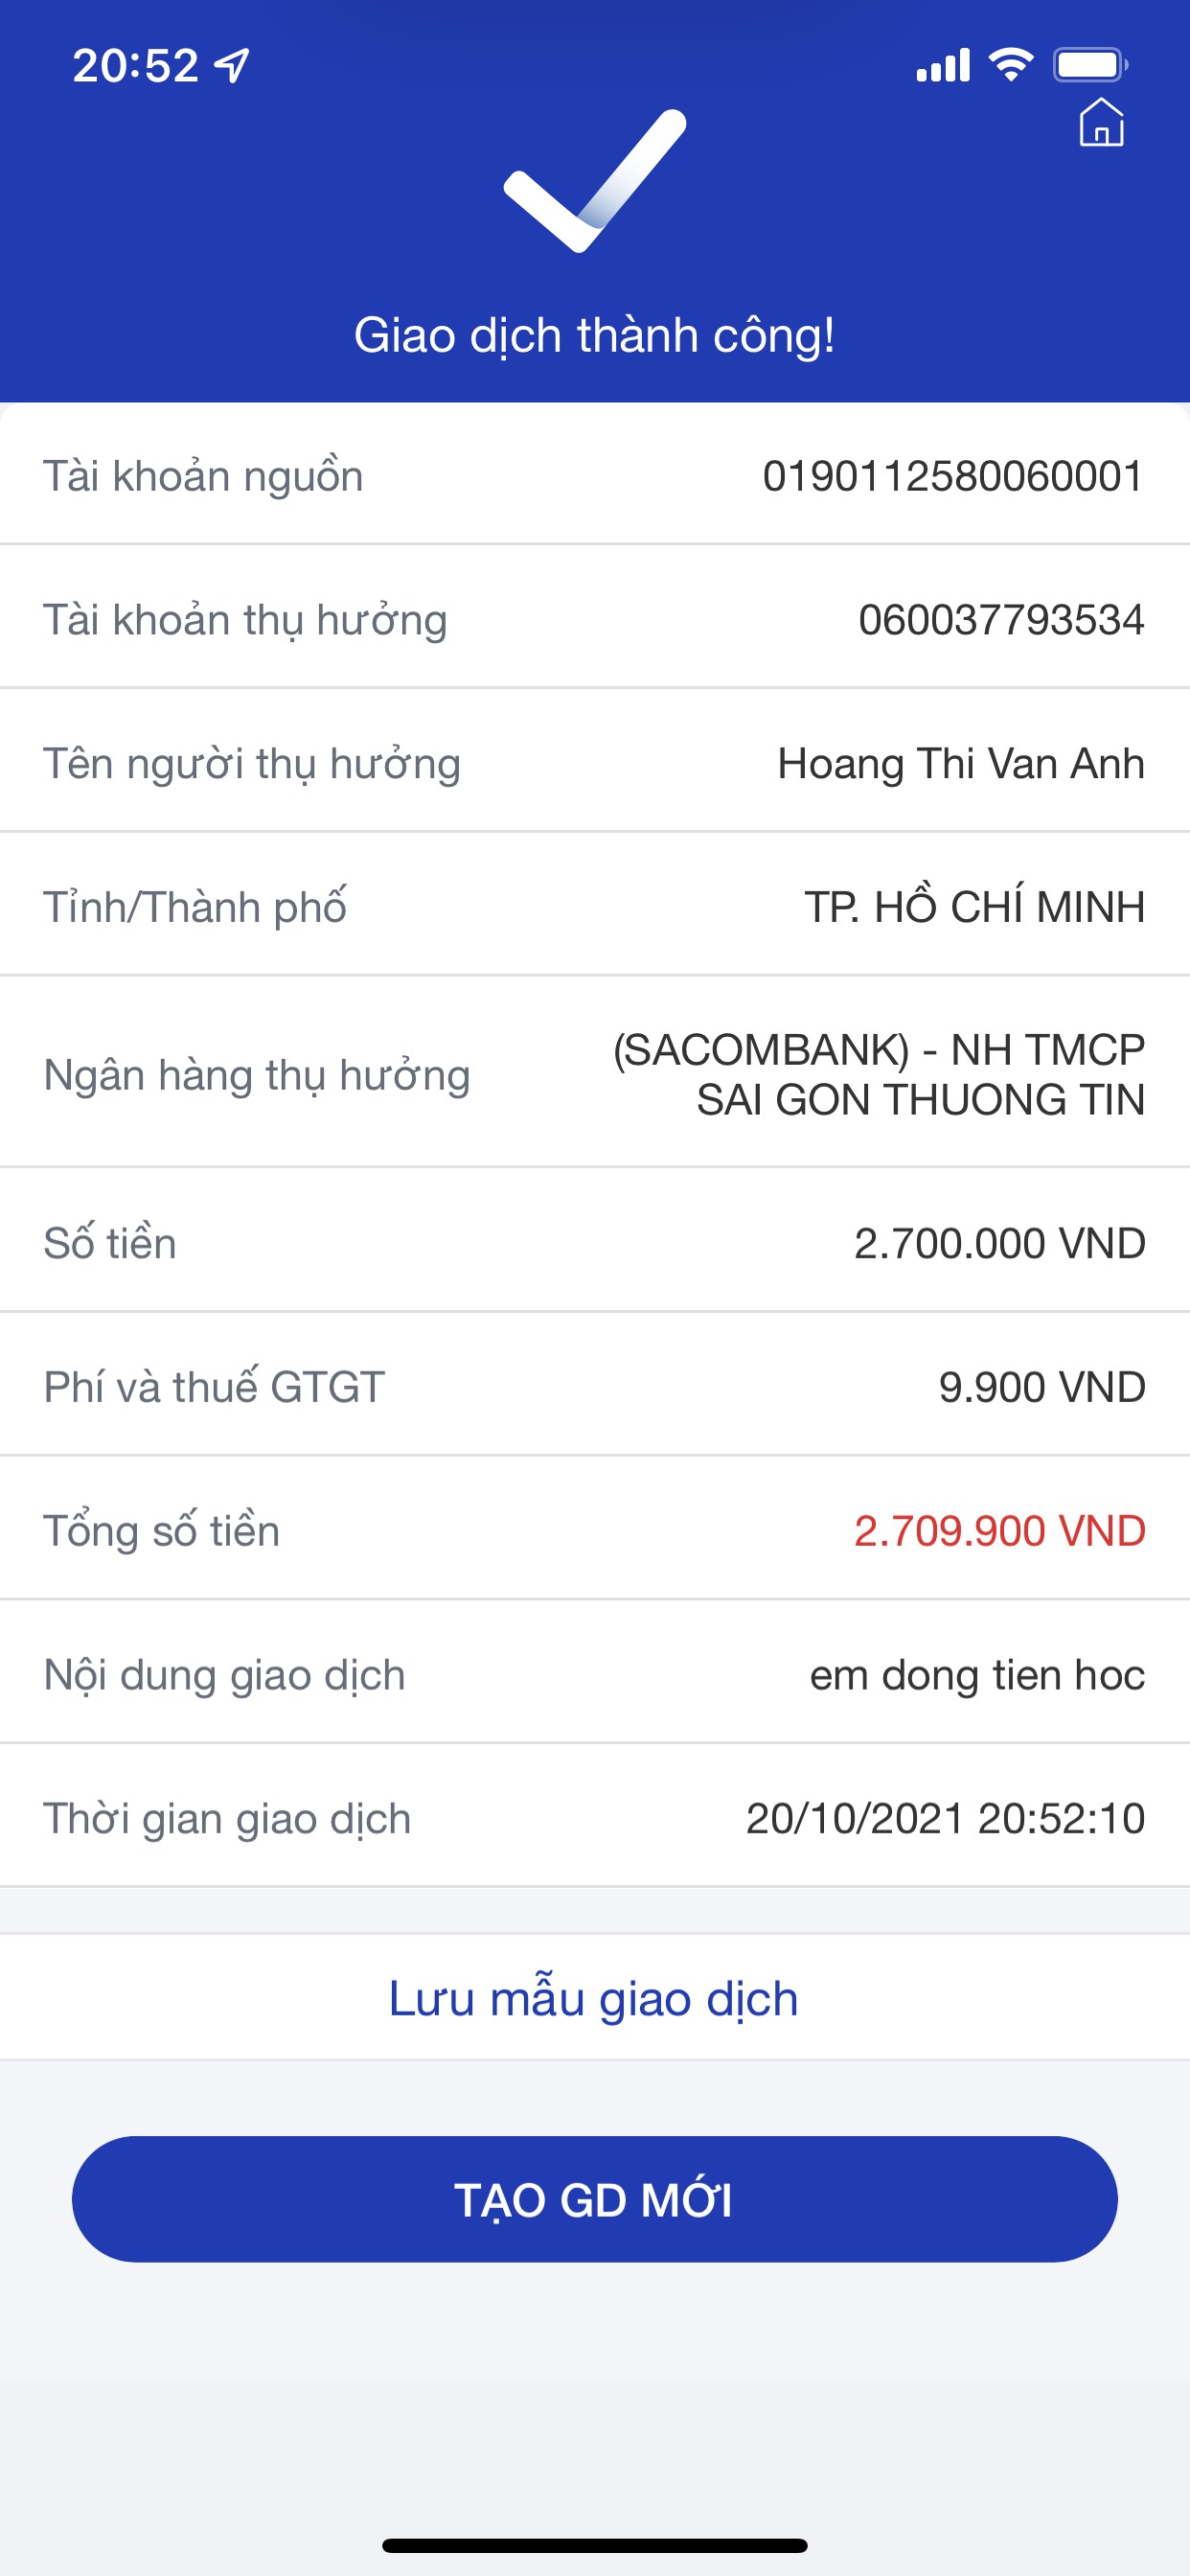 20:52
Giao dịch thành công!
Tài khoản nguồn 0190112580060001
Tài khoản thụ hưởng 060037793534
Tên người thụ hưởng Hoang Thi Van Anh
Tỉnh/Thành phố TP. HỒ CHÍ MINH
Ngân hàng thụ hưởng (SACOMBANK) - NH TMCP
SAI GON THUONG TIN
Số tiền 2.700.000 VND
Phí và thuế GTGT 9.900 VND
Tổng số tiền 2.709.900 VND
Nội dung giao dịch em dong tien hoc
Thời gian giao dịch 20/10/2021 20:52:10
Lưu mẫu giao dịch
TẠO GD MỚI